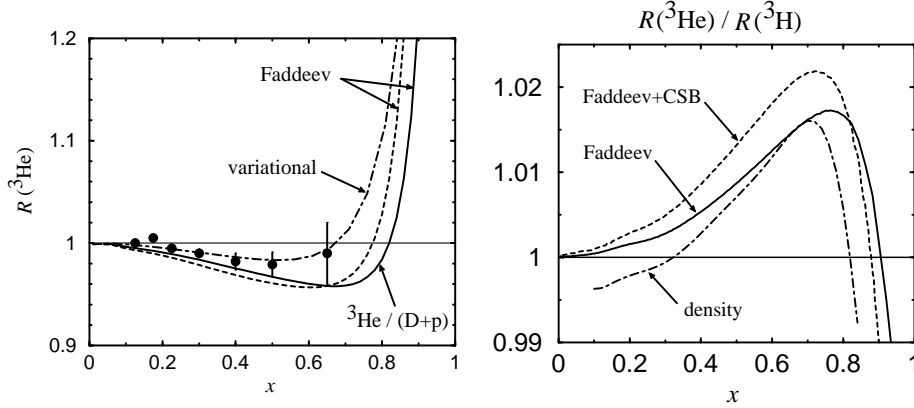 R(³He) / R(³H)
1.2
1.1
1
0.9
R (³He)
Faddeev
variational
³He / (D+p)
0 0.2 0.4 0.6 0.8 1
x
1.02
1.01
1
0.99
Faddeev+CSB
Faddeev
density
0 0.2 0.4 0.6 0.8 1
x